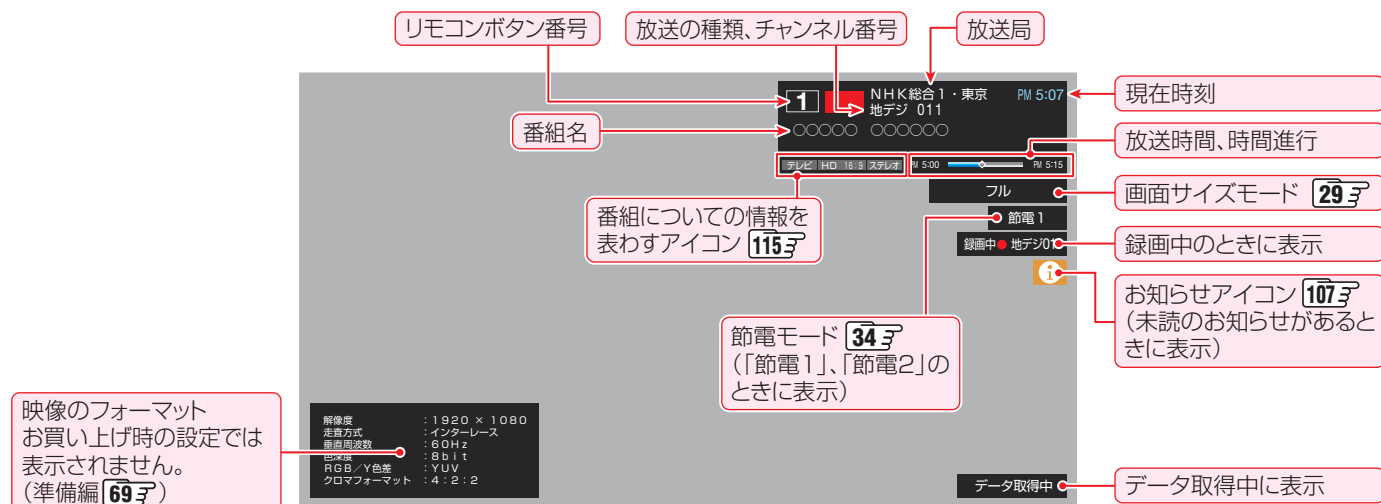 リモコンボタン番号
放送の種類、チャンネル番号
放送局
1
NHK総合1・東京
PM 5:07
地デジ 011
現在時刻
番組名
○○○○○ ○○○○○○
放送時間、時間進行
テレビ HD 16:9 ステレオ
PM 5:00
PM 5:15
フル
画面サイズモード 29
番組についての情報を
表わすアイコン 115
節電1
録画中 地デジ01
録画中のときに表示
i
お知らせアイコン 107
(未読のお知らせがあると
きに表示)
節電モード 34
(「節電1」、「節電2」の
ときに表示)
映像のフォーマット
お買い上げ時の設定では
表示されません。
(準備編 69)
解像度 :1920 × 1080
走査方式 :インターレース
垂直周波数 :60Hz
色深度 :8bit
RGB/Y色差 :YUV
クロマフォーマット :4:2:2
データ取得中
データ取得中に表示